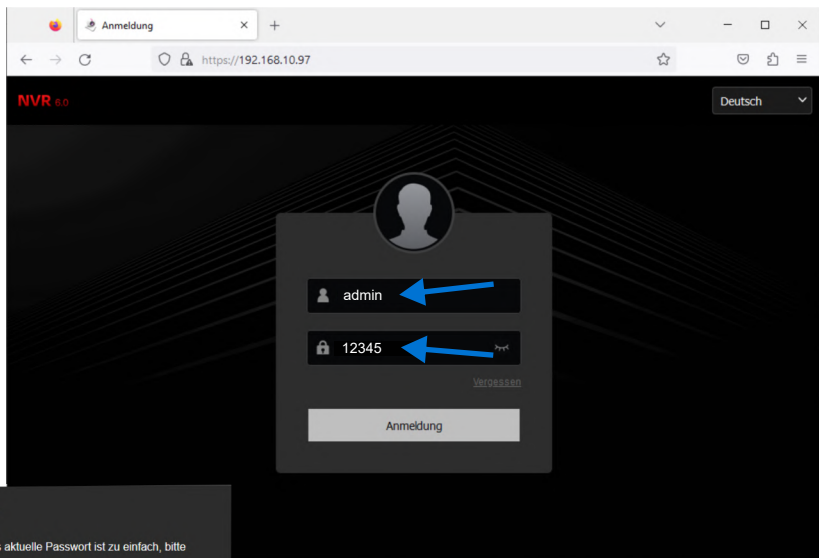 Anmeldung
https://192.168.10.97
NVR 6.0
Deutsch
admin
12345
Vergessen
Anmeldung
aktuelle Passwort ist zu einfach, bitte